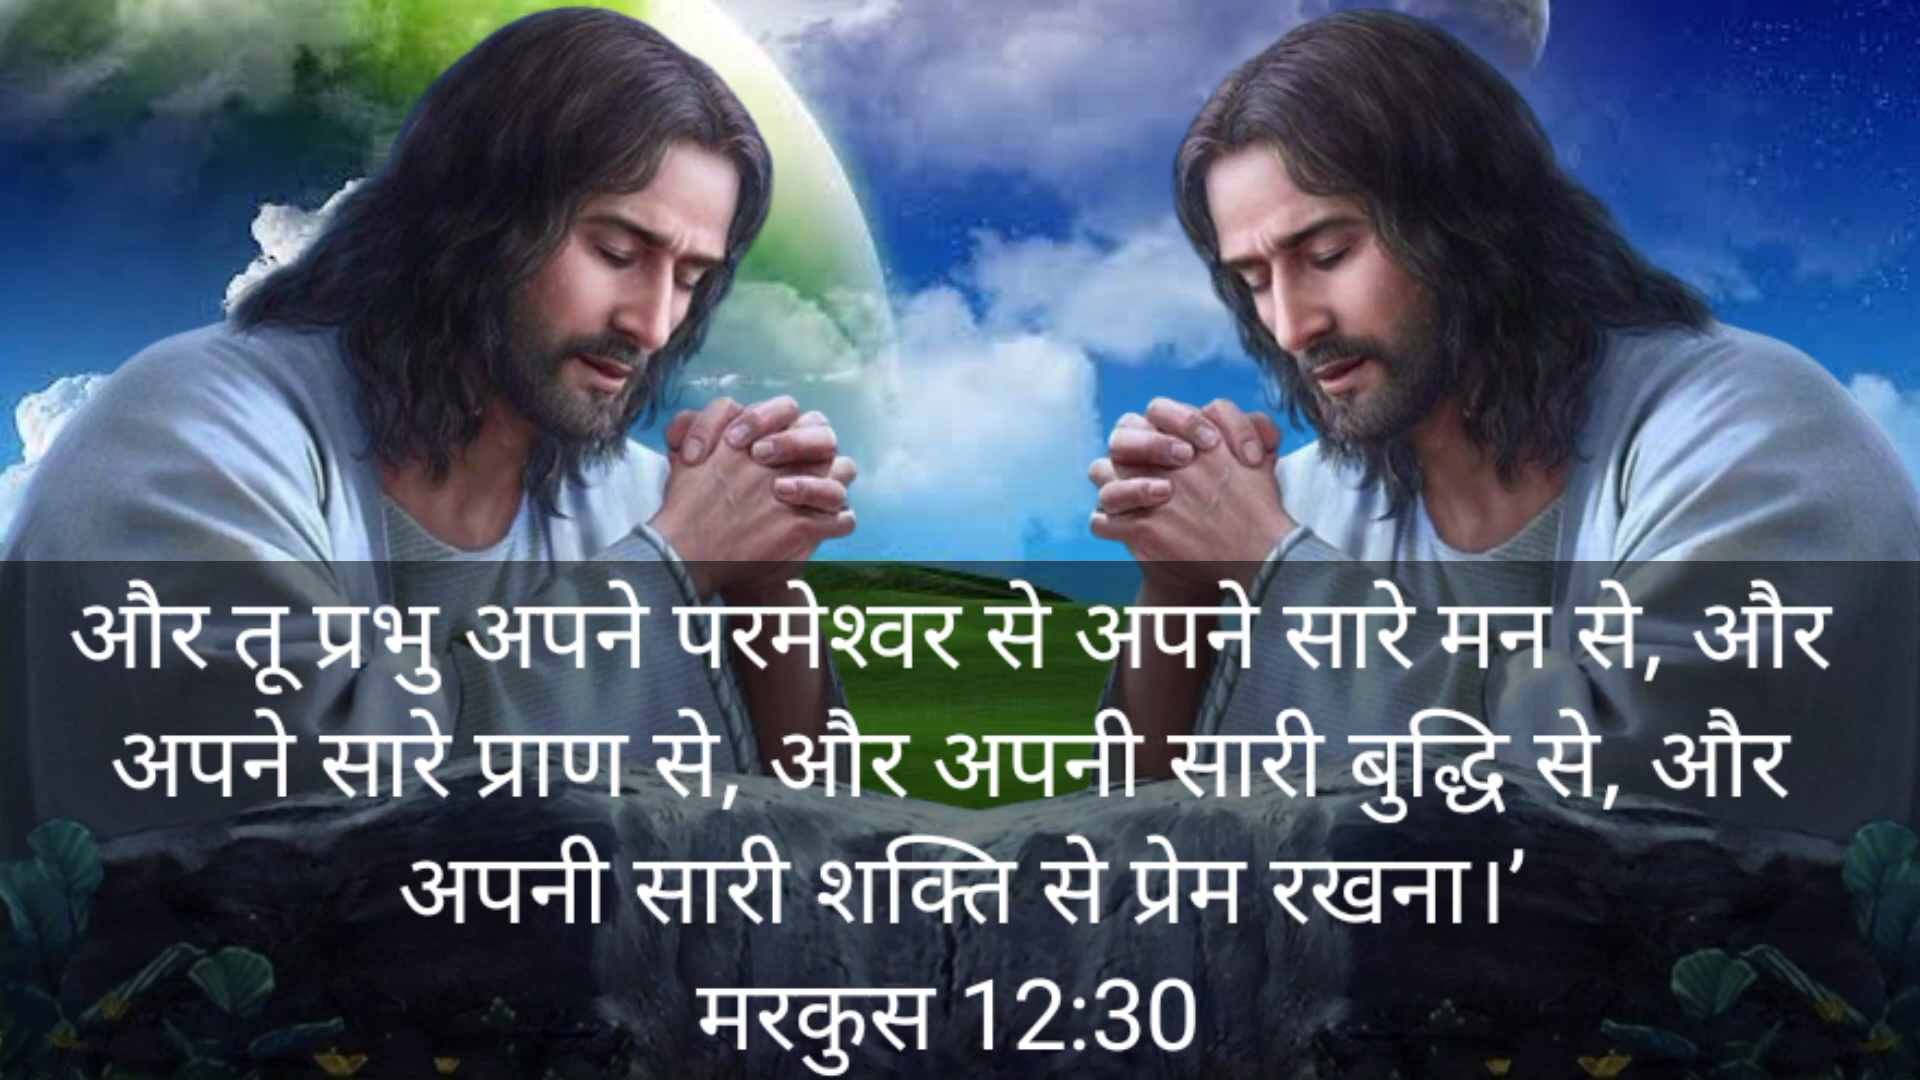 और तू प्रभु अपने परमेश्वर से अपने सारे मन से, और
अपने सारे प्राण से, और अपनी सारी बुद्धि से, और
अपनी सारी शक्ति से प्रेम रखना।’
मरकुस 12:30